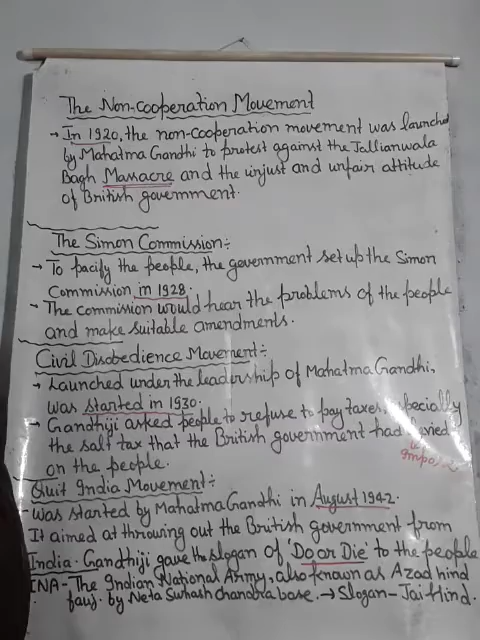 The Non-cooperation Movement
→ In 1920, the non-cooperation movement was launched
by Mahatma Gandhi to protest against the Jallianwala
Bagh Massacre and the unjust and unfair attitude
of British government.
The Simon Commission:-
→ To pacify the people, the government set up the Simon
Commission in 1928.
→ The commission would hear the problems of the people
and make suitable amendments.
Civil Disobedience Movement:-
→ Launched under the leadership of Mahatma Gandhi,
was started in 1930.
→ Gandhiji asked people to refuse to pay taxes, especially
the salt tax that the British government had levied
on the people.
Quit India Movement:-
- was started by Mahatma Gandhi in August 1942.
It aimed at throwing out the British government from
India. Gandhiji gave the slogan of 'Do or Die' to the people
INA - The Indian National Army, also known as Azad hind
fauj. by Neta Subhash chandra base. → Slogan - Jai Hind.